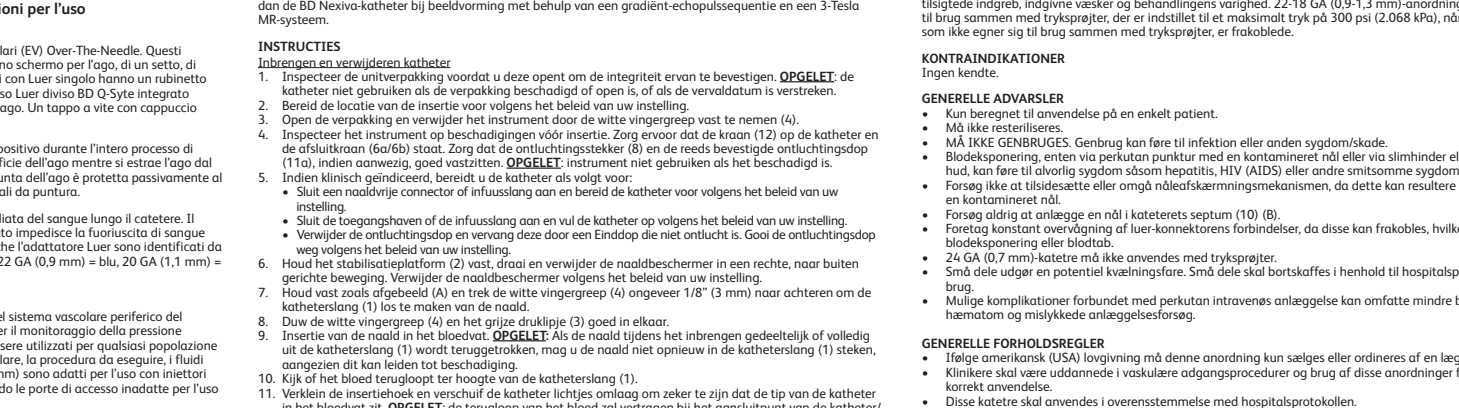 ioni per l'uso
lari (EV) Over-The-Needle. Questi
no schermo per l'ago, di un setto, di
i con Luer singolo hanno un rubinetto
so Luer diviso BD Q-Syte integrato
ago. Un tappo a vite con cappuccio
positivo durante l'intero processo di
ficie dell'ago mentre si estrae l'ago dal
unta dell'ago è protetta passivamente al
ali da puntura.
diata del sangue lungo il catetere. Il
to impedisce la fuoriuscita di sangue
che l'adattatore Luer sono identificati da
22 GA (0,9 mm) = blu, 20 GA (1,1 mm) =
el sistema vascolare periferico del
er il monitoraggio della pressione
sere utilizzati per qualsiasi popolazione
lare, la procedura da eseguire, i fluidi
mm) sono adatti per l'uso con iniettori
do le porte di accesso inadatte per l'uso
dan de BD Nexiva-katheter bij beeldvorming met behulp van een gradiënt-echopulssequentie en een 3-Tesla
MR-systeem.
INSTRUCTIES
Inbrengen en verwijderen katheter
1. Inspecteer de unitverpakking voordat u deze opent om de integriteit ervan te bevestigen. OPGELET: de
katheter niet gebruiken als de verpakking beschadigd of open is, of als de vervaldatum is verstreken.
2. Bereid de locatie van de insertie voor volgens het beleid van uw instelling.
3. Open de verpakking en verwijder het instrument door de witte vingergreep vast te nemen (4).
4. Inspecteer het instrument op beschadigingen vóór insertie. Zorg ervoor dat de kraan (12) op de katheter en
de afsluitkraan (6a/6b) staat. Zorg dat de ontluchtingsstekker (8) en de reeds bevestigde ontluchtingsdop
(11a), indien aanwezig, goed vastzitten. OPGELET: instrument niet gebruiken als het beschadigd is.
5. Indien klinisch geïndiceerd, bereidt u de katheter als volgt voor:
• Sluit een naaldvrije connector of infuusslang aan en bereid de katheter voor volgens het beleid van uw
instelling.
• Sluit de toegangshaven of de infuusslang aan en vul de katheter op volgens het beleid van uw instelling.
• Verwijder de ontluchtingsdop en vervang deze door een Einddop die niet ontlucht is. Gooi de ontluchtingsdop
weg volgens het beleid van uw instelling.
6. Houd het stabilisatieplatform (2) vast, draai en verwijder de naaldbeschermer in een rechte, naar buiten
gerichte beweging. Verwijder de naaldbeschermer volgens het beleid van uw instelling.
7. Houd vast zoals afgebeeld (A) en trek de witte vingergreep (4) ongeveer 1/8” (3 mm) naar achteren om de
katheterslang (1) los te maken van de naald.
8. Duw de witte vingergreep (4) en het grijze druklipje (3) goed in elkaar.
9. Insertie van de naald in het bloedvat. OPGELET: Als de naald tijdens het inbrengen gedeeltelijk of volledig
uit de katheterslang (1) wordt teruggetrokken, mag u de naald niet opnieuw in de katheterslang (1) steken,
aangezien dit kan leiden tot beschadiging.
10. Kijk of het bloed terugloopt ter hoogte van de katheterslang (1).
11. Verklein de insertiehoek en verschuif de katheter lichtjes omlaag om zeker te zijn dat de tip van de katheter
in het bloedvat zit. OPGELET: de terugloop van het bloed zal vertragen bij het aansluitpunt van de katheter/
tilsigtede indgreb, indgivne væsker og behandlingens varighed. 22-18 GA (0,9-1,3 mm)-anordning
til brug sammen med tryksprøjter, der er indstillet til et maksimalt tryk på 300 psi (2.068 kPa), nå
som ikke egner sig til brug sammen med tryksprøjter, er frakoblede.
KONTRAINDIKATIONER
Ingen kendte.
GENERELLE ADVARSLER
• Kun beregnet til anvendelse på en enkelt patient.
• Må ikke resteriliseres.
• MÅ IKKE GENBRUGES. Genbrug kan føre til infektion eller anden sygdom/skade.
• Blodeksponering, enten via perkutan punktur med en kontamineret nål eller via slimhinder el
hud, kan føre til alvorlig sygdom såsom hepatitis, HIV (AIDS) eller andre smitsomme sygdom
• Forsøg ikke at tilsidesætte eller omgå nåleafskærmningsmekanismen, da dette kan resultere
en kontamineret nål.
• Forsøg aldrig at anlægge en nål i kateterets septum (10) (B).
• Foretag konstant overvågning af luer-konnektorens forbindelser, da disse kan frakobles, hvilk
blodeksponering eller blodtab.
• 24 GA (0,7 mm)-katetre må ikke anvendes med tryksprøjter.
• Små dele udgør en potentiel kvælningsfare. Små dele skal bortskaffes i henhold til hospitalsp
brug.
• Mulige komplikationer forbundet med perkutan intravenøs anlæggelse kan omfatte mindre b
hæmatom og mislykkede anlæggelsesforsøg.
GENERELLE FORHOLDSREGLER
• Ifølge amerikansk (USA) lovgivning må denne anordning kun sælges eller ordineres af en læg
• Klinikere skal være uddannede i vaskulære adgangsprocedurer og brug af disse anordninger f
korrekt anvendelse.
• Disse katetre skal anvendes i overensstemmelse med hospitalsprotokollen.